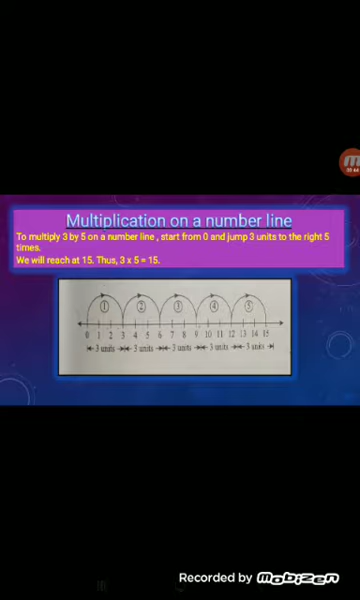 Multiplication on a number line
To multiply 3 by 5 on a number line , start from 0 and jump 3 units to the right 5
times.
We will reach at 15. Thus, 3 x 5 = 15.
1 2 3 4 5
0 1 2 3 4 5 6 7 8 9 10 11 12 13 14 15
3 units 3 units 3 units 3 units 3 units
Recorded by Mobizen